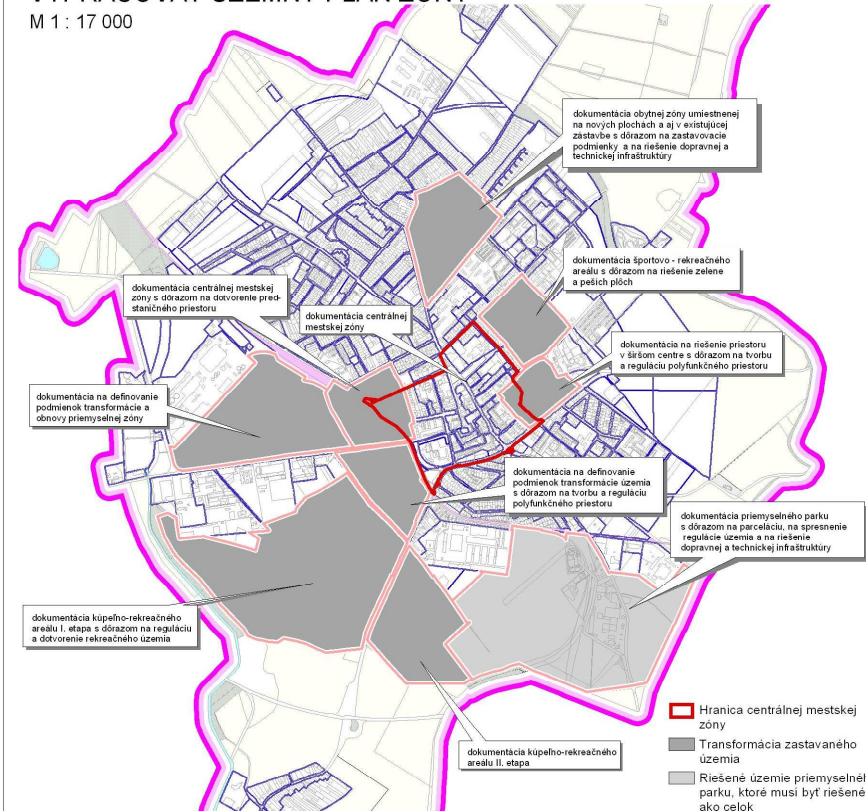 M 1 : 17 000
dokumentácia obytnej zóny umiestnenej
na nových plochách a aj v existujúcej
zástavbe s dôrazom na zastavovacie
podmienky a na riešenie dopravnej a
technickej infraštruktúry
dokumentácia športovo - rekreačného
areálu s dôrazom na riešenie zelene
a peších plôch
dokumentácia centrálnej mestskej
zóny s dôrazom na dotvorenie pred-
staničného priestoru
dokumentácia centrálnej
mestskej zóny
dokumentácia na riešenie priestoru
v širšom centre s dôrazom na tvorbu
a reguláciu polyfunkčného priestoru
dokumentácia na definovanie
podmienok transformácie a
obnovy priemyselnej zóny
dokumentácia na definovanie
podmienok transformácie územia
s dôrazom na tvorbu a reguláciu
polyfunkčného priestoru
dokumentácia priemyselného parku
s dôrazom na parceláciu, na spresnenie
regulácie územia a na riešenie
dopravnej a technickej infraštruktúry
dokumentácia kúpeľno-rekreačného
areálu I. etapa s dôrazom na reguláciu
a dotvorenie rekreačného územia
dokumentácia kúpeľno-rekreačného
areálu II. etapa
Hranica centrálnej mestskej
zóny
Transformácia zastavaného
územia
Riešené územie priemyselnéh
parku, ktoré musí byť riešené
ako celok